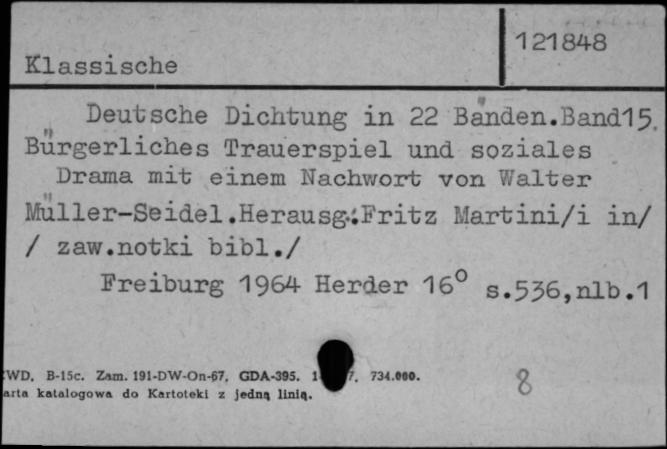 121848
Klassische
Deutsche Dichtung in 22 Bänden.Band15.
Bürgerliches Trauerspiel und soziales
Drama mit einem Nachwort von Walter
Müller-Seidel.Herausg.:Fritz Martini/i in/
/ zaw.notki bibl./
Freiburg 1964 Herder 16° s.536,nlb.1
WD. B-15c. Zam. 191-DW-On-67. GDA-395. 734.000.
arta katalogowa do Kartoteki z jedną linią.
8